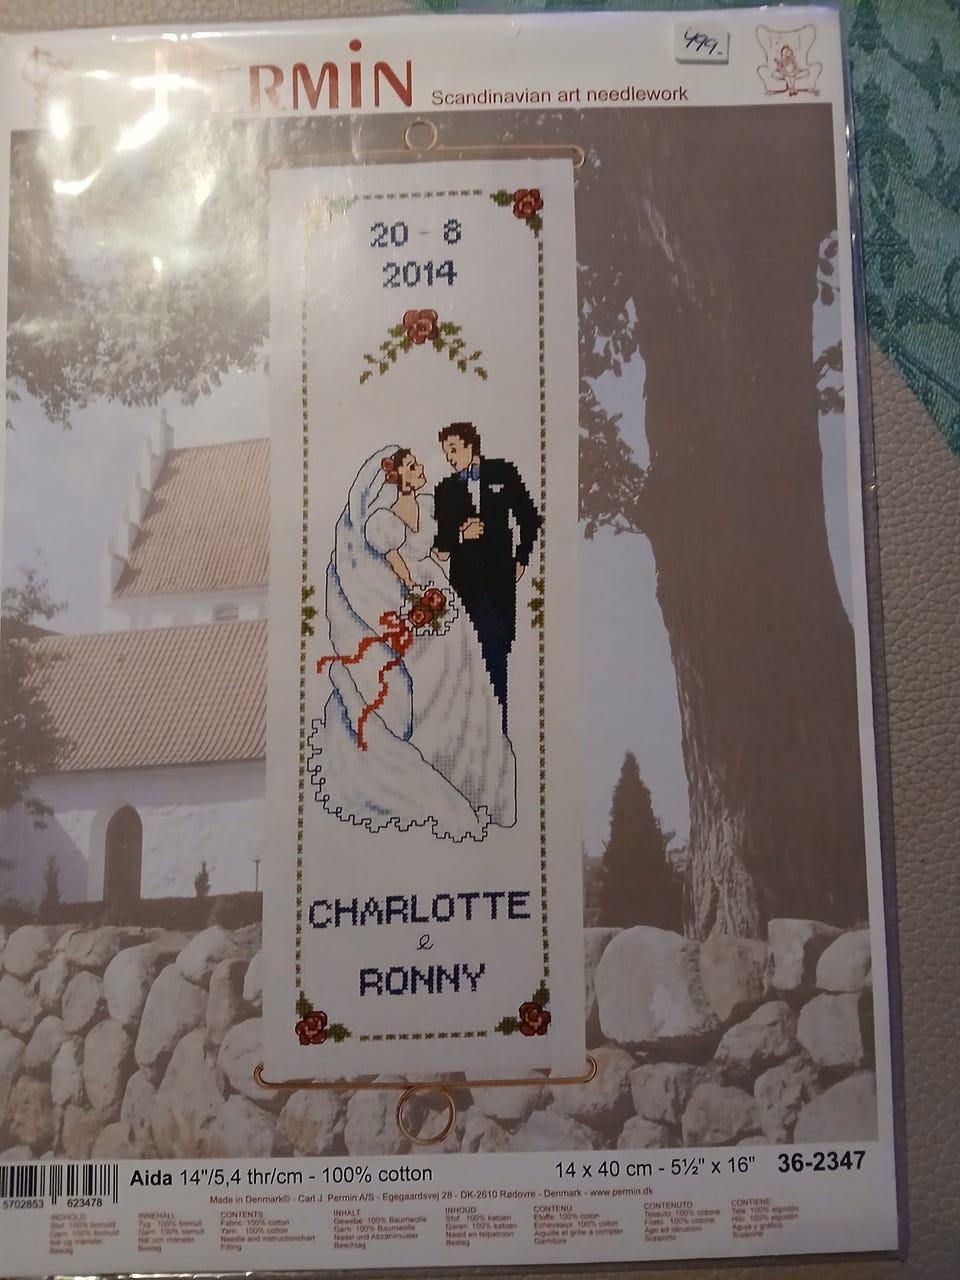 PERMIN
Scandinavian art needlework
499.-
20 - 8
2014
CHARLOTTE
&
RONNY
Aida 14"/5,4 thr/cm - 100% cotton
14 x 40 cm - 5½" x 16"
36-2347
Made in Denmark© - Carl J. Permin A/S - Egegaardsvej 28 - DK-2610 Rødovre - Denmark - www.permin.dk
5702853 623478
INDHOLD
Stof 100% bomuld
Garn 100% bomuld
Nål og mønster
Beslag
INNEHALL
Tyg 100% bomull
Garn 100% bomull
Nål och mönster
Beslag
CONTENTS
Fabric 100% cotton
Yarn 100% cotton
Needle and instructionchart
Fitting
INHALT
Gewebe 100% Baumwolle
Garn 100% Baumwolle
Nadel und Abzählmuster
Beschlag
INHOUD
Stof 100% katoen
Garen 100% katoen
Naald en telpatroon
Beslag
CONTENU
Etoffe 100% coton
Echeveaux 100% coton
Aiguille et grille à compter
Garniture
CONTENUTO
Tessuto 100% cotone
Filato 100% cotone
Ago ed istruzioni
Supporto
CONTIENE
Tela 100% algodón
Hilo 100% algodón
Aguja y gráfico
Supporto